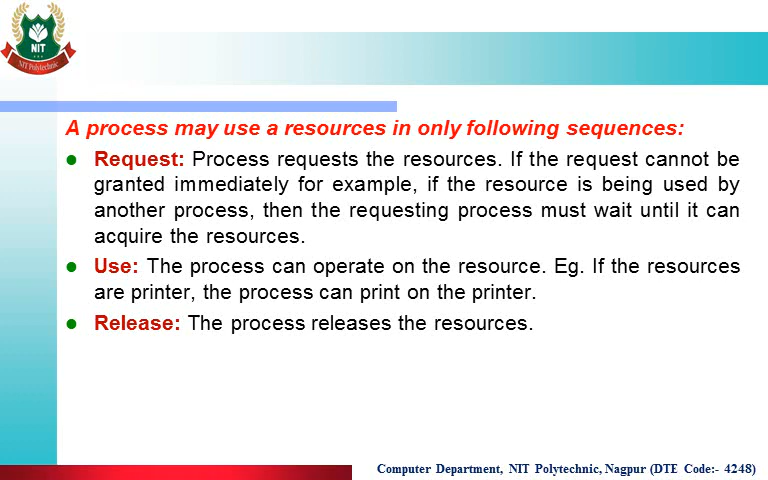 NIT
NIT Polytechnic
A process may use a resources in only following sequences:
Request: Process requests the resources. If the request cannot be
granted immediately for example, if the resource is being used by
another process, then the requesting process must wait until it can
acquire the resources.
Use: The process can operate on the resource. Eg. If the resources
are printer, the process can print on the printer.
Release: The process releases the resources.
Computer Department, NIT Polytechnic, Nagpur (DTE Code:- 4248)